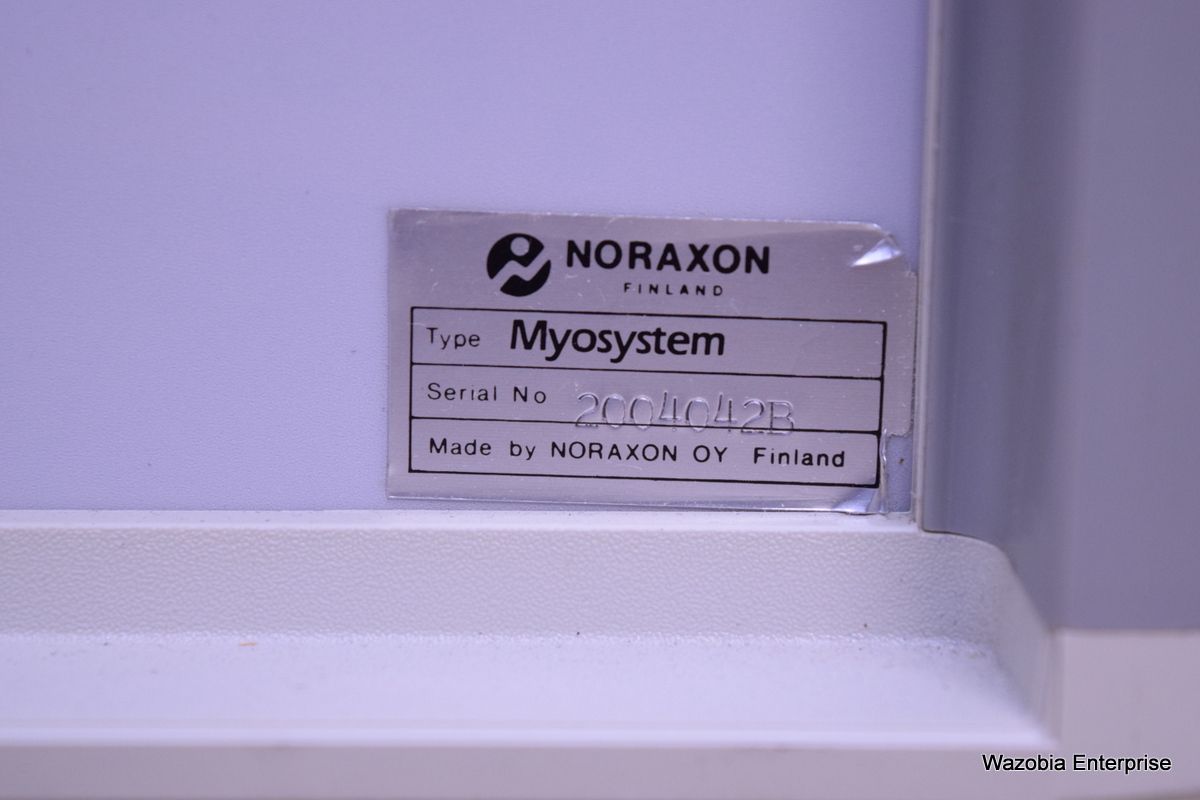 NORAXON
FINLAND
Type Myosystem
Serial No 2004042B
Made by NORAXON OY Finland
Wazobia Enterprise